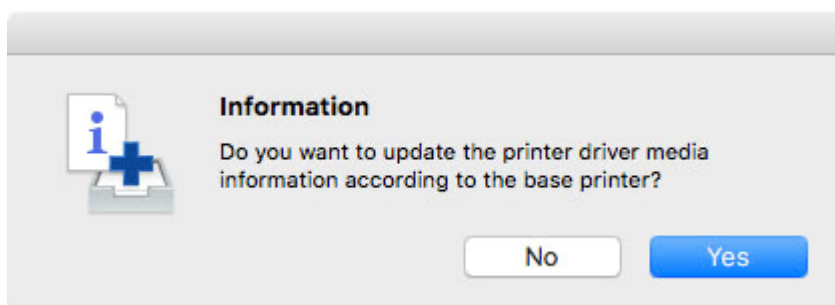 Information
Do you want to update the printer driver media
information according to the base printer?
No Yes